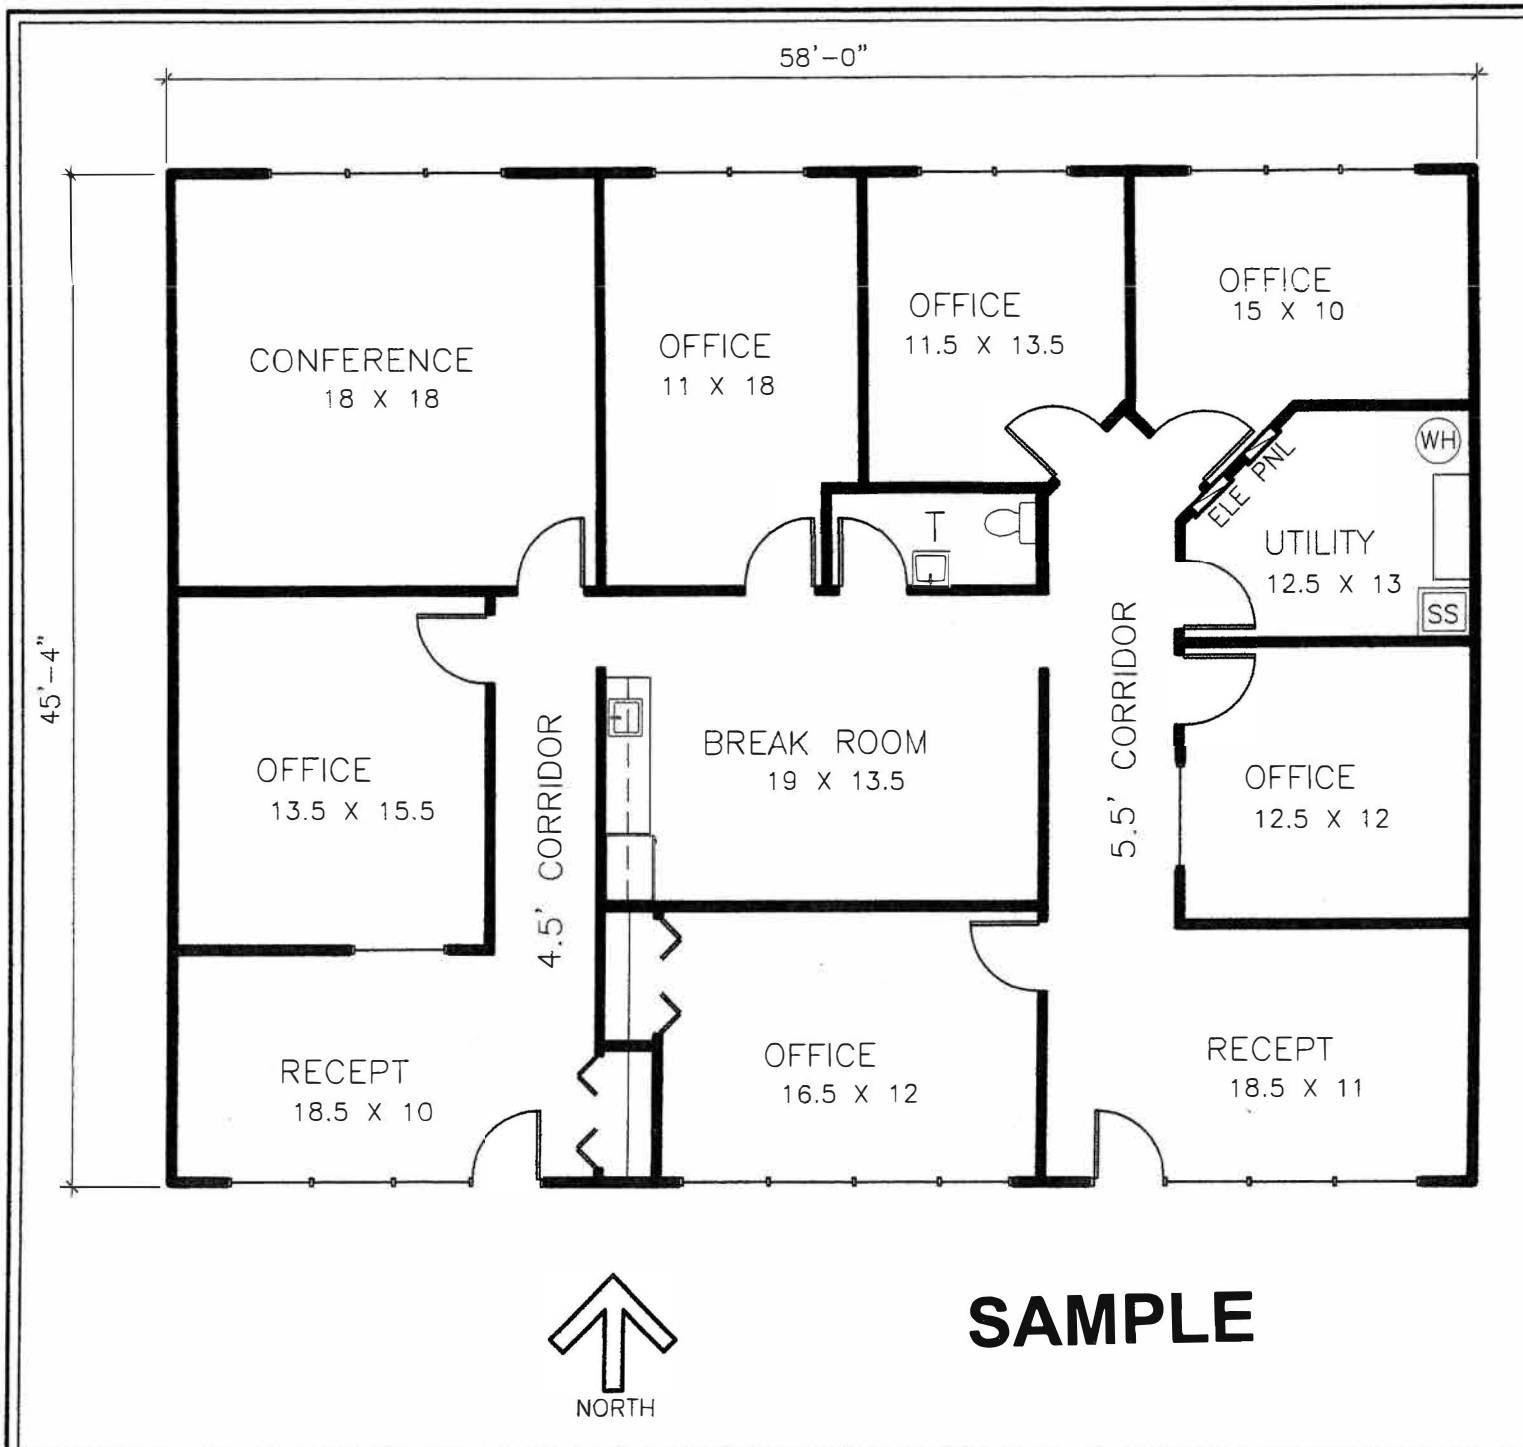 58'-0"
45'-4"
CONFERENCE
18 X 18
OFFICE
11 X 18
OFFICE
11.5 X 13.5
OFFICE
15 X 10
WH
ELE PNL
T
UTILITY
12.5 X 13
SS
OFFICE
13.5 X 15.5
4.5' CORRIDOR
BREAK ROOM
19 X 13.5
5.5' CORRIDOR
OFFICE
12.5 X 12
RECEPT
18.5 X 10
OFFICE
16.5 X 12
RECEPT
18.5 X 11
NORTH
SAMPLE